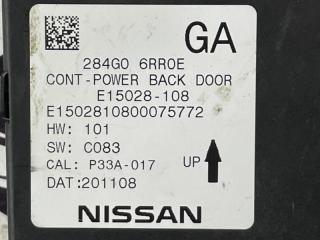 GA
284G0 6RR0E
CONT-POWER BACK DOOR
E15028-108
E1502810800075772
HW: 101
SW: C083
CAL: P33A-017 UP
DAT:201108
NISSAN